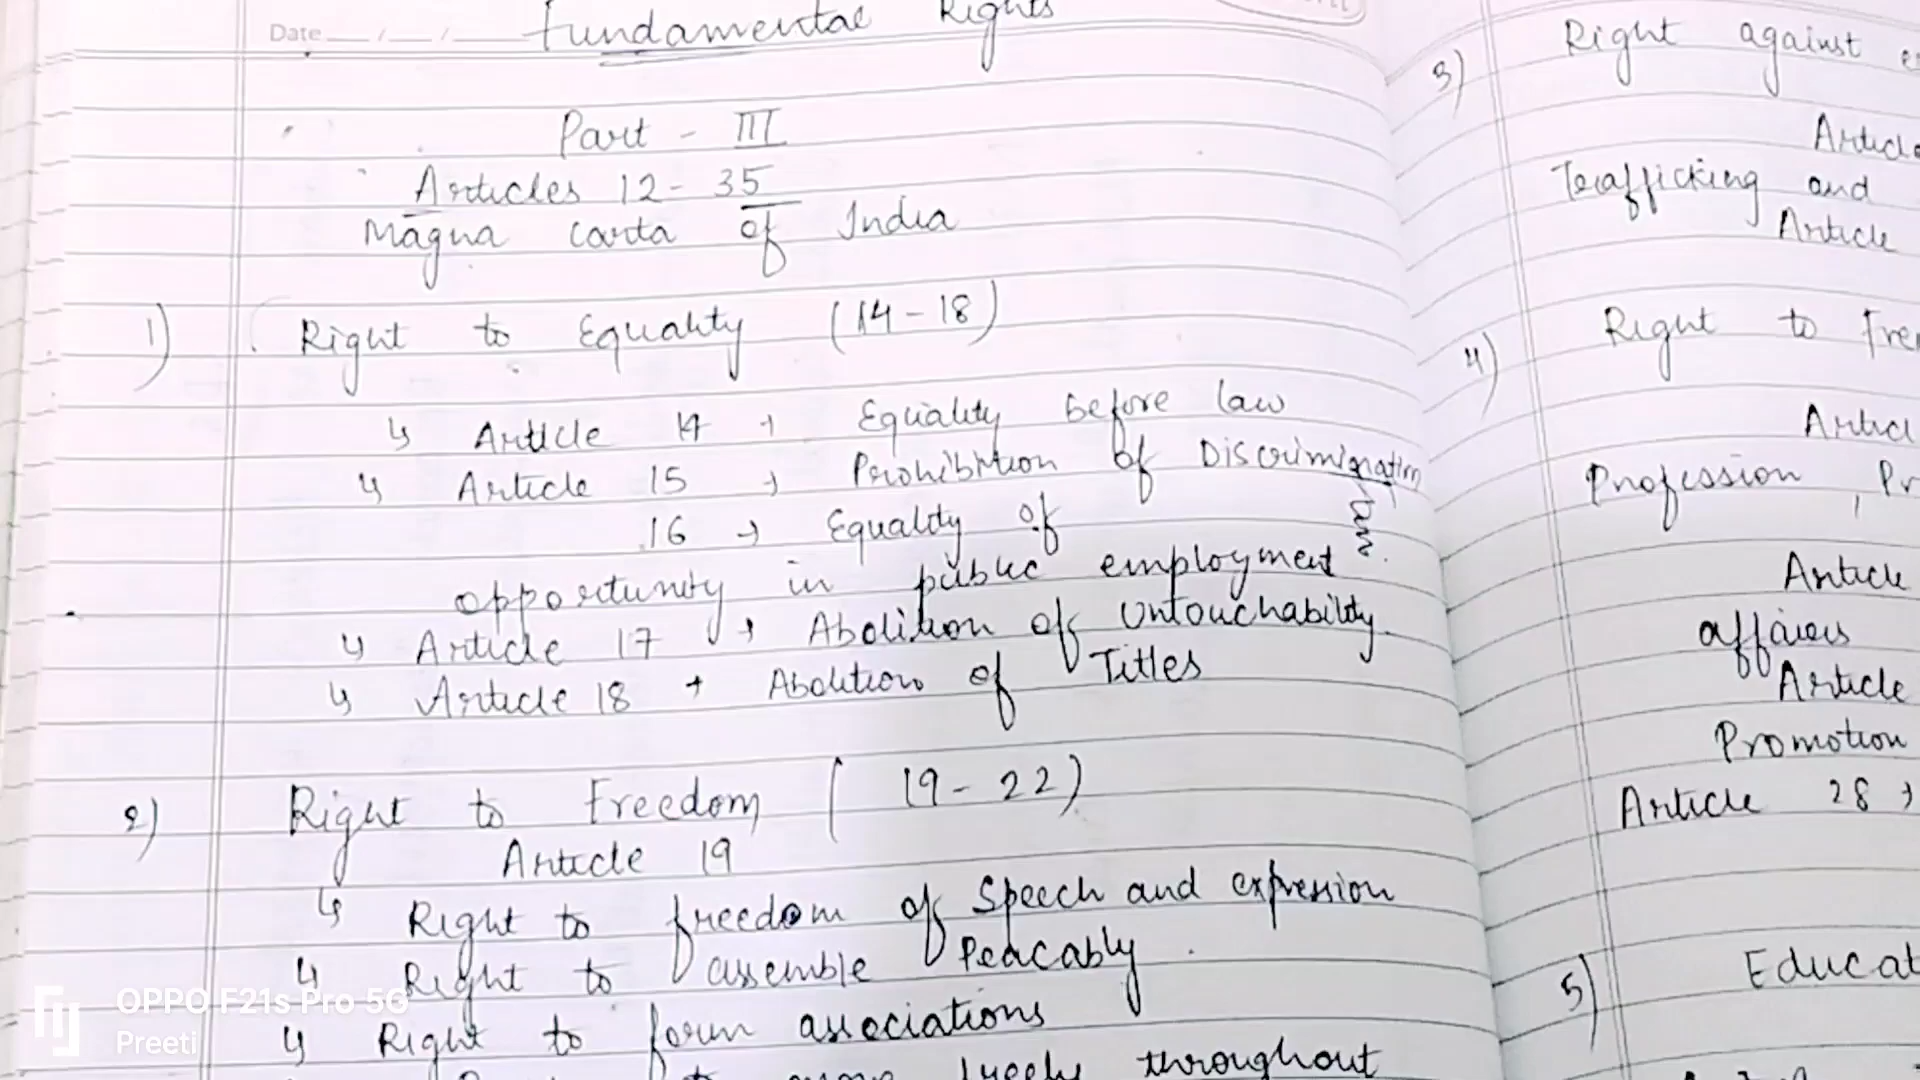 Date __/__/__
Fundamental Rights
Part - III
Articles 12-35
Magna carta of India
1) Right to Equality (14-18)
↳ Article 14 → Equality before law
↳ Article 15 → Prohibition of Discrimination
16 → Equality of
opportunity in public employment
↳ Article 17 → Abolition of Untouchability.
↳ Article 18 → Abolition of Titles
2) Right to Freedom (19-22)
Article 19
↳ Right to freedom of Speech and expression
↳ Right to assemble Peacably.
↳ Right to form associations
throughout
3) Right against
Article
Trafficking and
Article
4) Right to
Article
Profession,
Article
affairs
Article
Promotion
Article 28 →
5)
OPPO F21s Pro 5G
Preeti